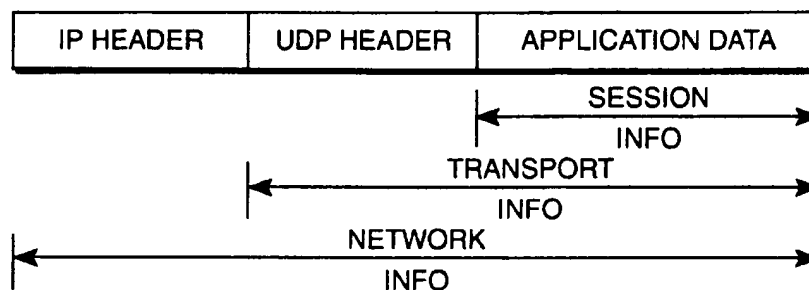 IP HEADER UDP HEADER APPLICATION DATA
SESSION
INFO
TRANSPORT
INFO
NETWORK
INFO